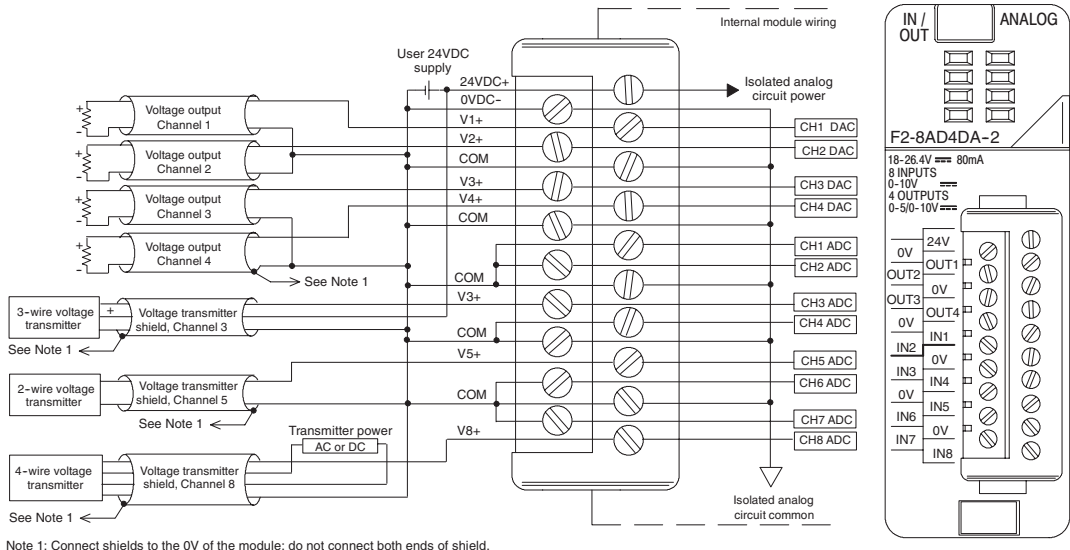 Internal module wiring
User 24VDC
supply
24VDC+
0VDC-
V1+
V2+
COM
V3+
V4+
COM
COM
V3+
COM
V5+
COM
V8+
+
-
Voltage output
Channel 1
+
-
Voltage output
Channel 2
+
-
Voltage output
Channel 3
+
-
Voltage output
Channel 4
See Note 1
3-wire voltage
transmitter
+
Voltage transmitter
shield, Channel 3
See Note 1
2-wire voltage
transmitter
Voltage transmitter
shield, Channel 5
See Note 1
Transmitter power
AC or DC
4-wire voltage
transmitter
Voltage transmitter
shield, Channel 8
See Note 1
Isolated analog
circuit power
CH1 DAC
CH2 DAC
CH3 DAC
CH4 DAC
CH1 ADC
CH2 ADC
CH3 ADC
CH4 ADC
CH5 ADC
CH6 ADC
CH7 ADC
CH8 ADC
Isolated analog
circuit common
IN /
OUT
ANALOG
F2-8AD4DA-2
18-26.4V 80mA
8 INPUTS
0-10V
4 OUTPUTS
0-5/0-10V
24V
0V
OUT1
OUT2
0V
OUT3
OUT4
0V
IN1
IN2
0V
IN3
IN4
0V
IN5
IN6
0V
IN7
IN8
Note 1: Connect shields to the 0V of the module; do not connect both ends of shield.